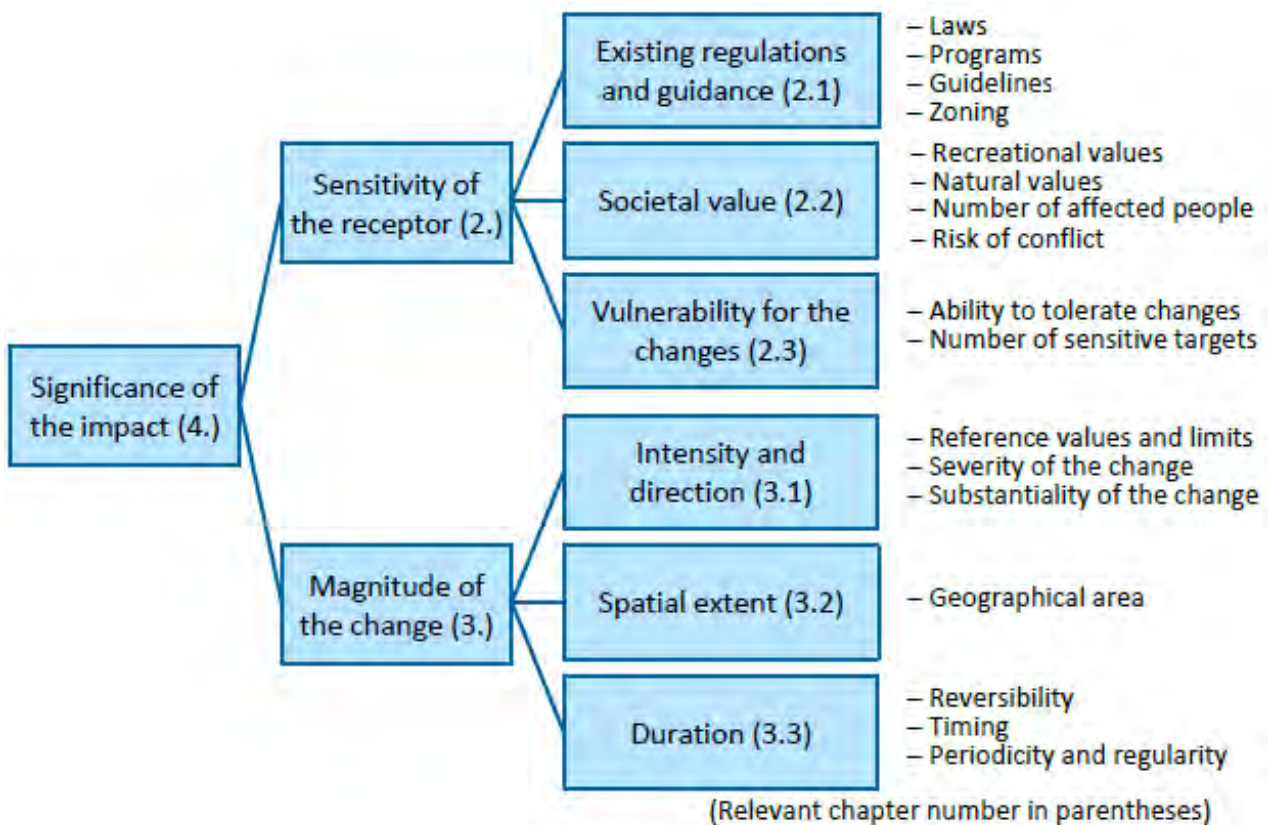 Existing regulations
and guidance (2.1)
– Laws
– Programs
– Guidelines
– Zoning
Sensitivity of
the receptor (2.)
Societal value (2.2)
– Recreational values
– Natural values
– Number of affected people
– Risk of conflict
Vulnerability for the
changes (2.3)
– Ability to tolerate changes
– Number of sensitive targets
Significance of
the impact (4.)
Intensity and
direction (3.1)
– Reference values and limits
– Severity of the change
– Substantiality of the change
Magnitude of
the change (3.)
Spatial extent (3.2)
– Geographical area
Duration (3.3)
– Reversibility
– Timing
– Periodicity and regularity
(Relevant chapter number in parentheses)